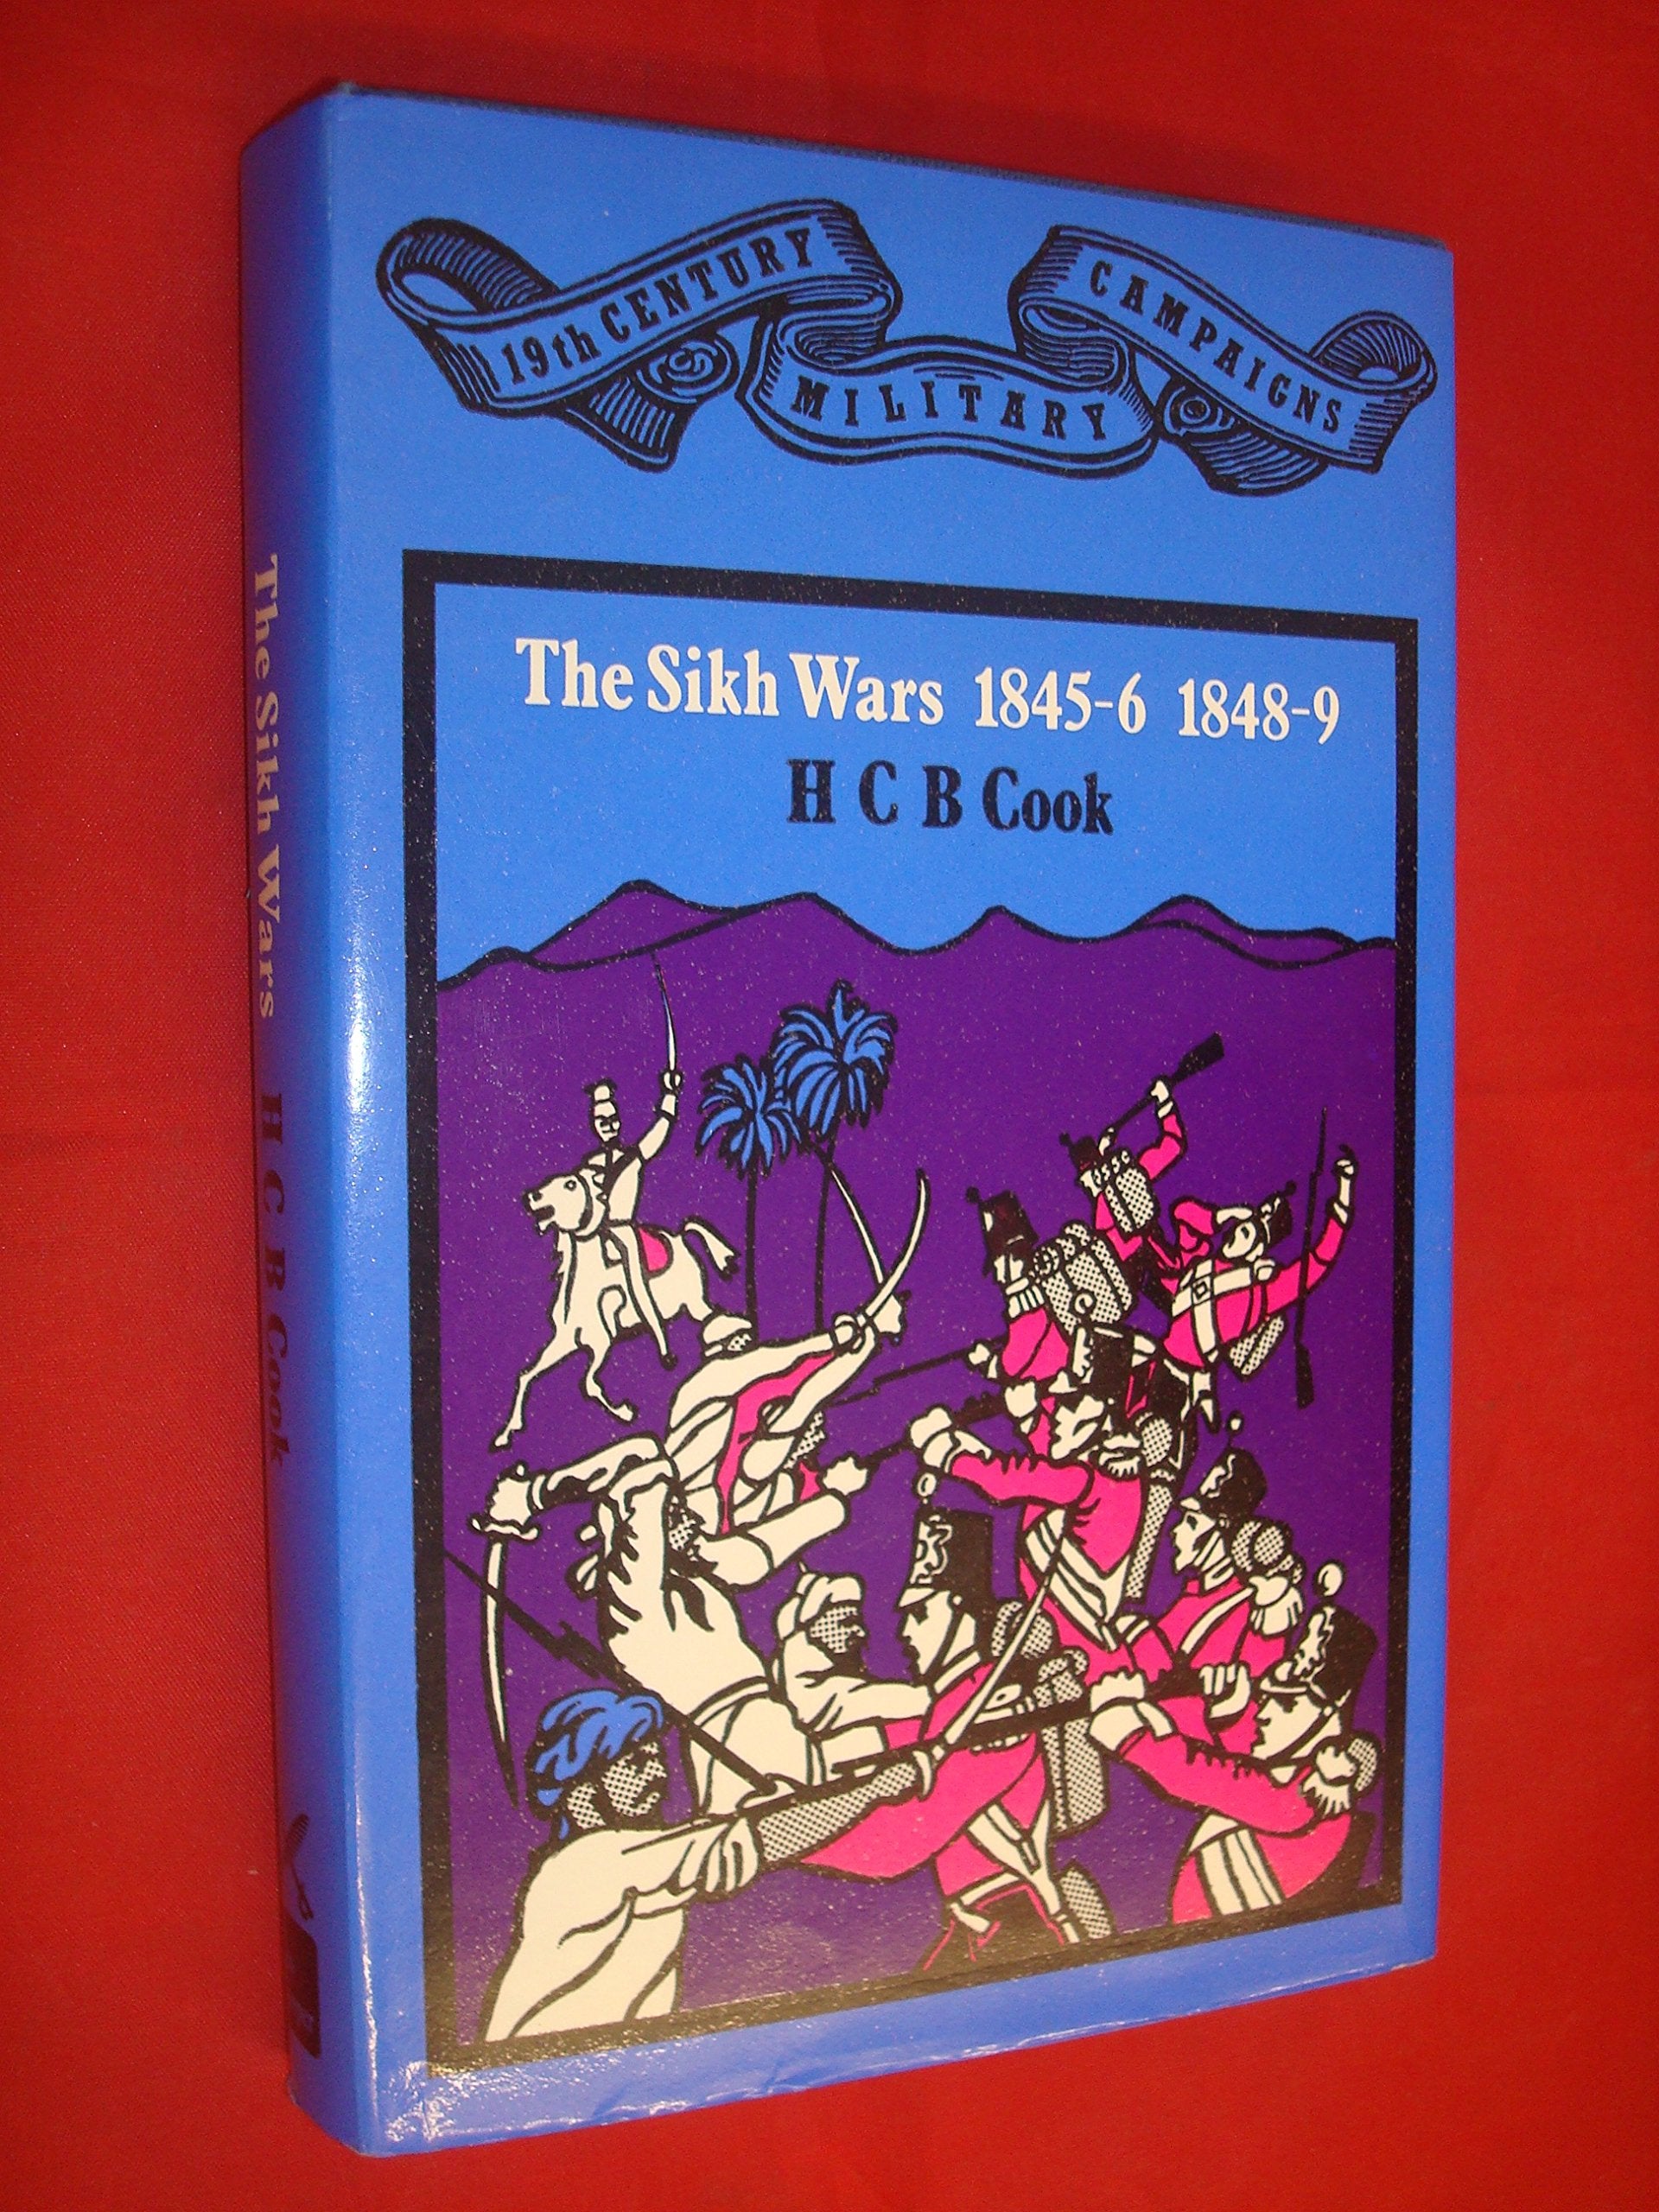 19th CENTURY MILITARY CAMPAIGNS
The Sikh Wars 1845-6 1848-9
H C B Cook
The Sikh Wars H C B Cook